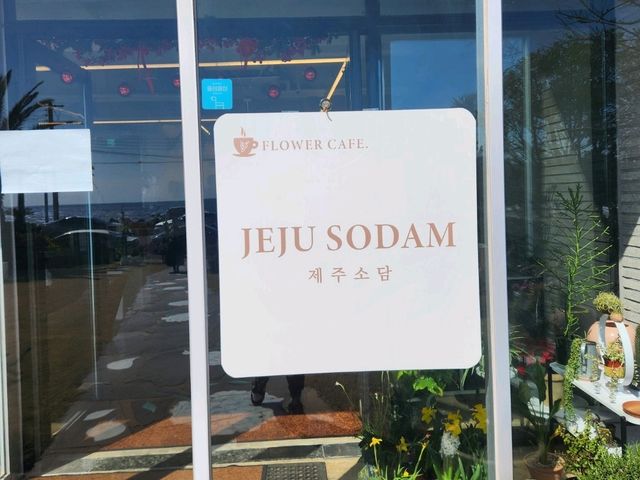 FLOWER CAFE.
JEJU SODAM
제주소담